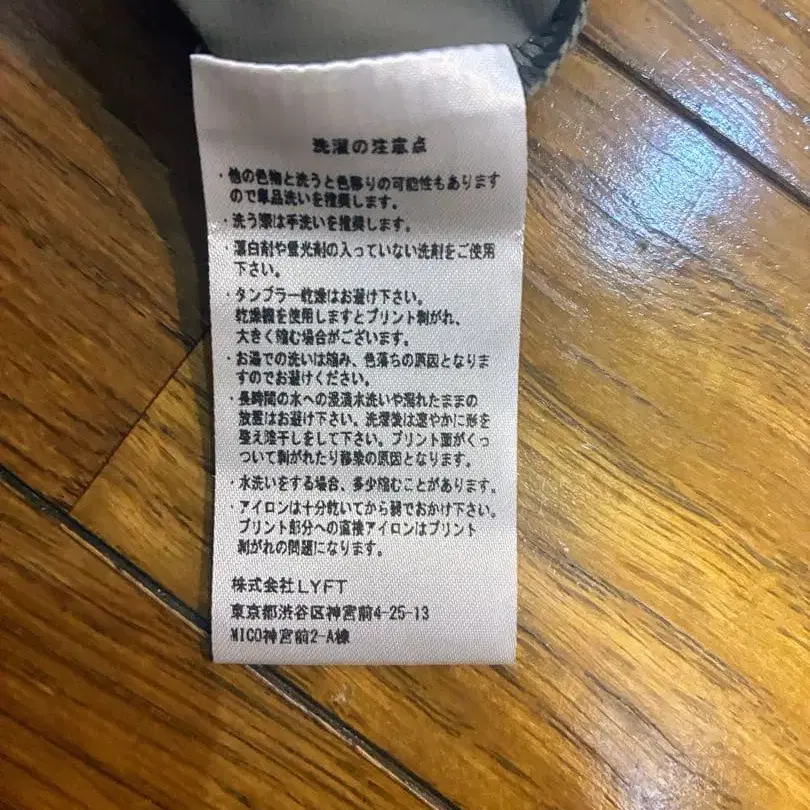 洗濯の注意点
・他の色物と洗うと色移りの可能性もあります
ので単品洗いを推奨します。
・洗う際は手洗いを推奨します。
・漂白剤や蛍光剤の入っていない洗剤をご使用
下さい。
・タンブラー乾燥はお避け下さい。
乾燥機を使用しますとプリント剥がれ、
大きく縮む場合がございます。
・お湯での洗いは縮み、色落ちの原因となりま
すのでお避けください。
・長時間の水への浸漬水洗いや濡れたままの
放置はお避け下さい。洗濯後は速やかに形を
整え陰干しをして下さい。プリント面がくっ
ついて剥がれたり移染の原因となります。
・水洗いをする場合、多少縮むことがあります。
・アイロンは十分乾いてから裏でおかけ下さい。
プリント部分への直接アイロンはプリント
剥がれの問題になります。
株式会社LYFT
東京都渋谷区神宮前4-25-13
MICO神宮前2-A棟